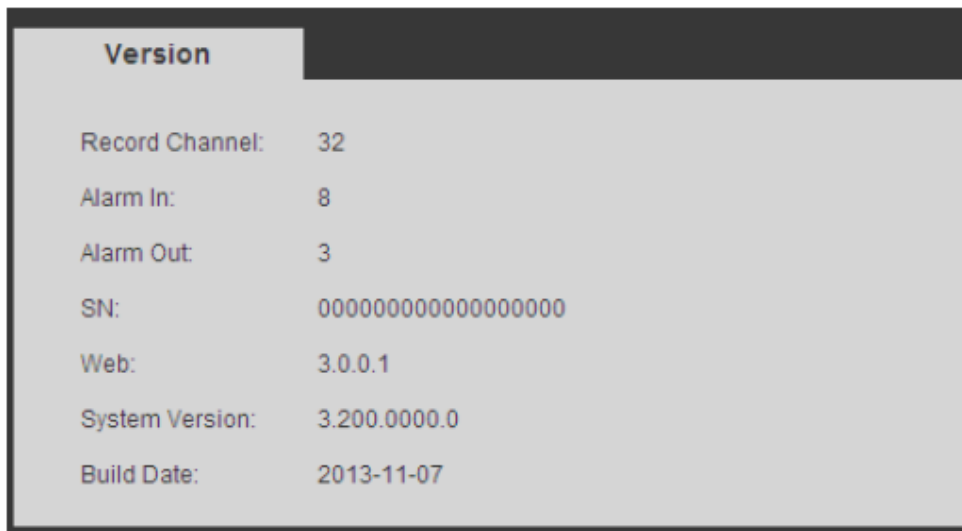 Version
Record Channel: 32
Alarm In: 8
Alarm Out: 3
SN: 000000000000000000
Web: 3.0.0.1
System Version: 3.200.0000.0
Build Date: 2013-11-07